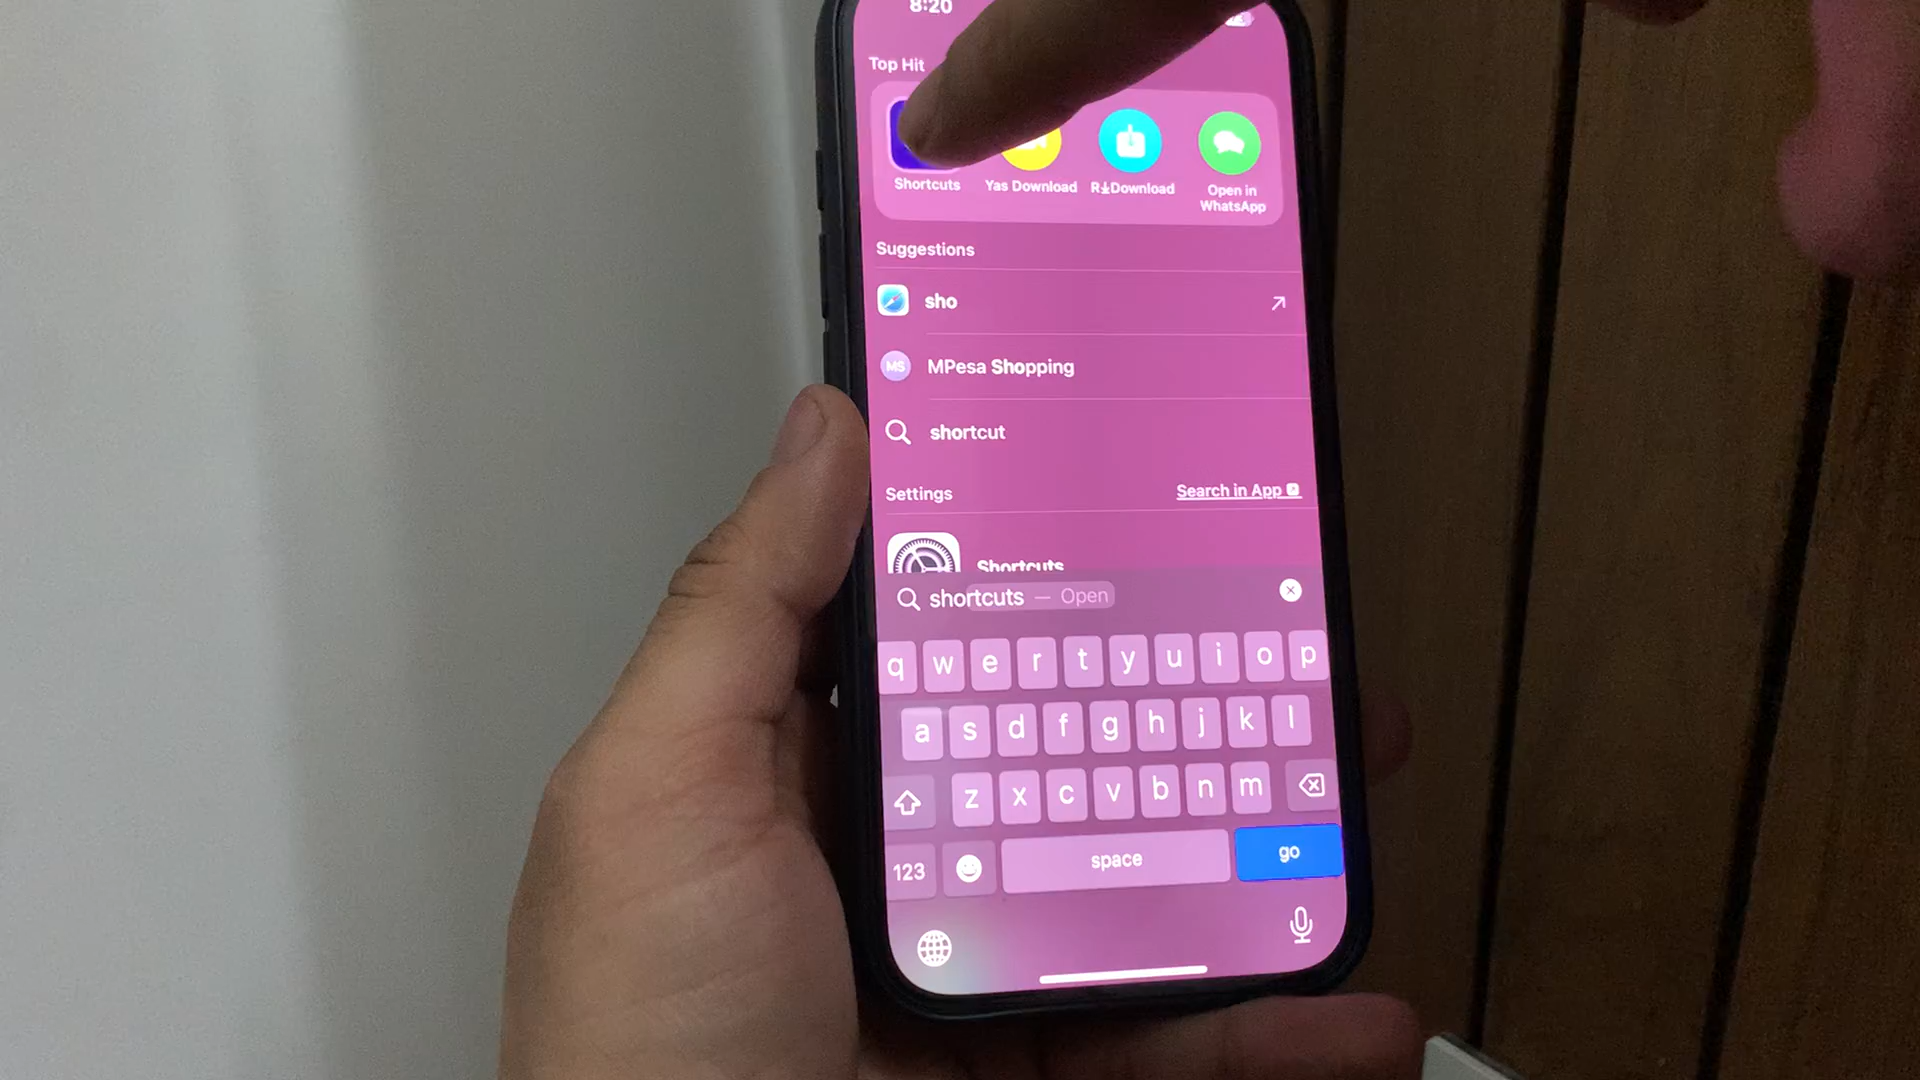 8:20
Top Hit
Shortcuts
Yas Download
R↓Download
Open in
WhatsApp
Suggestions
sho
MS
MPesa Shopping
shortcut
Settings
Search in App
Shortcuts
shortcuts — Open
q w e r t y u i o p
a s d f g h j k l
z x c v b n m
123
space
go